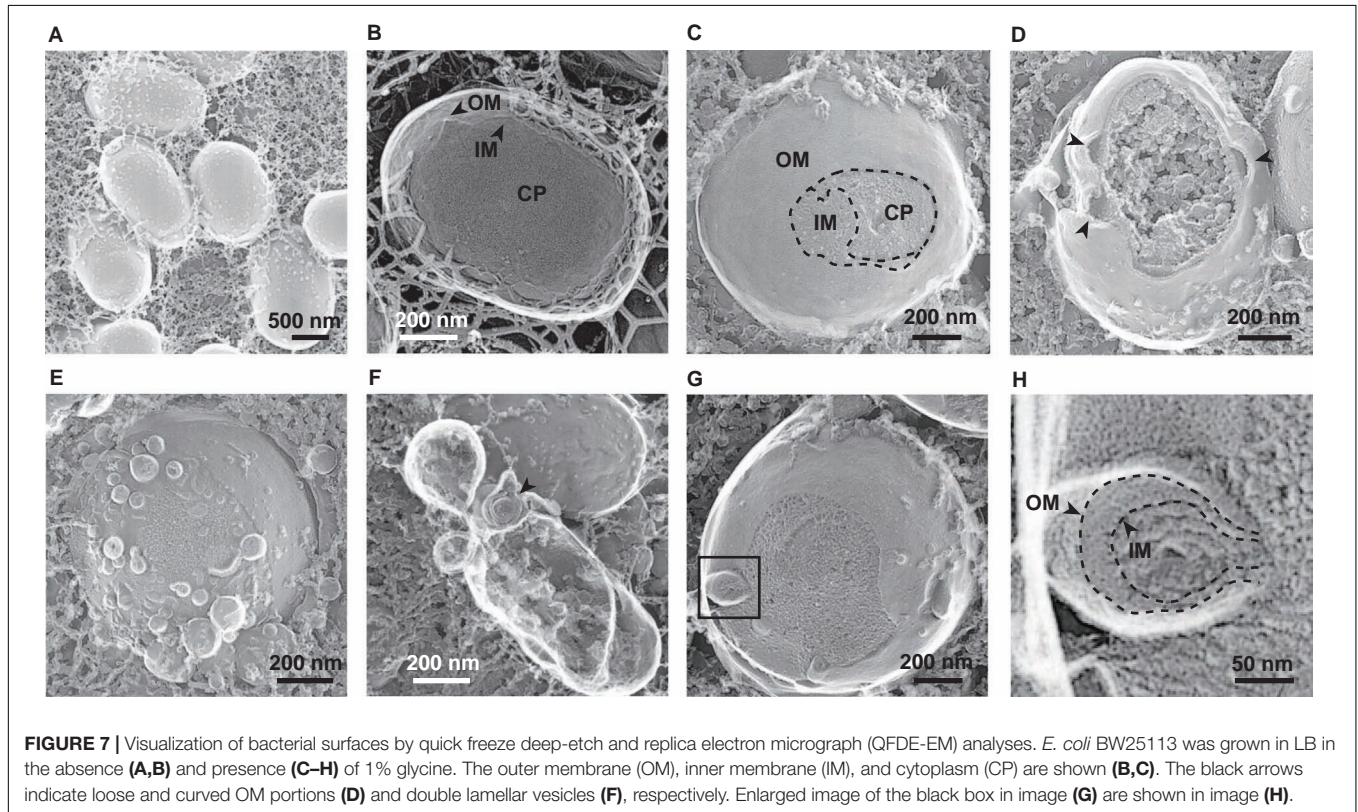 A
B
C
D
OM
IM
CP
OM
IM
CP
500 nm
200 nm
200 nm
200 nm
E
F
G
H
OM
IM
200 nm
200 nm
200 nm
50 nm
FIGURE 7 | Visualization of bacterial surfaces by quick freeze deep-etch and replica electron micrograph (QFDE-EM) analyses. E. coli BW25113 was grown in LB in
the absence (A,B) and presence (C–H) of 1% glycine. The outer membrane (OM), inner membrane (IM), and cytoplasm (CP) are shown (B,C). The black arrows
indicate loose and curved OM portions (D) and double lamellar vesicles (F), respectively. Enlarged image of the black box in image (G) are shown in image (H).